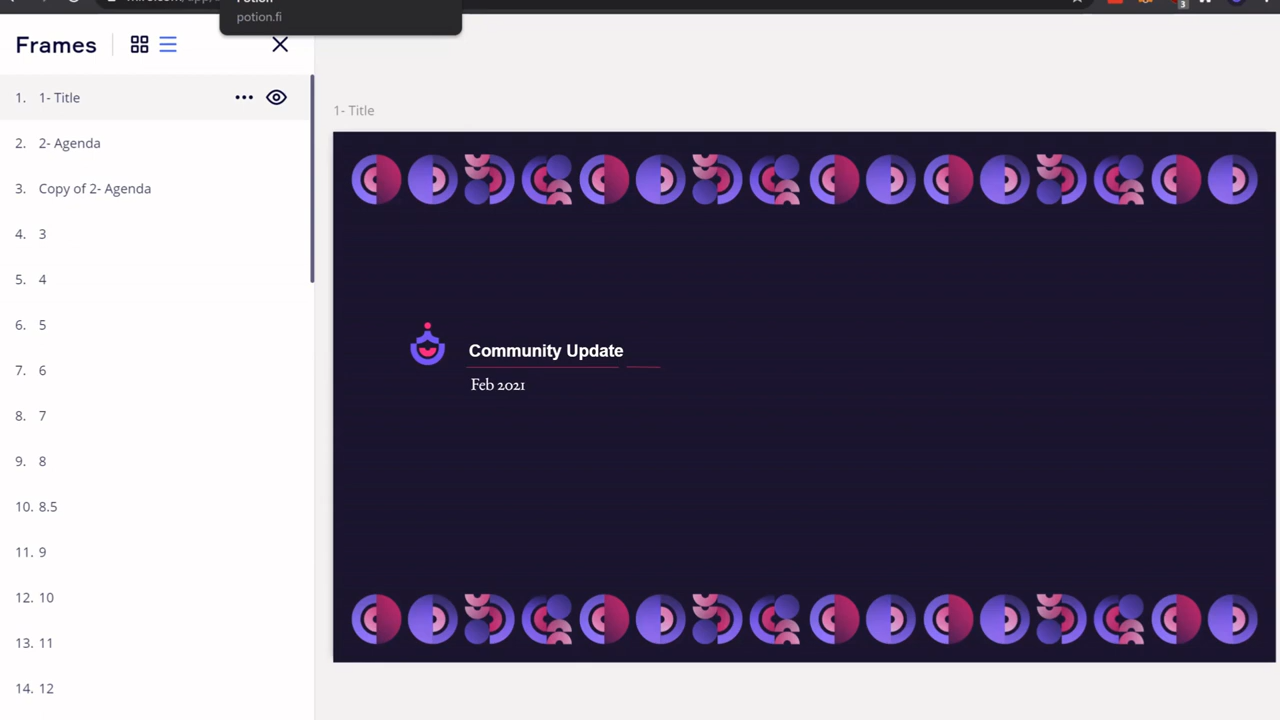 potion.fi
3
Frames
1. 1- Title
2. 2- Agenda
3. Copy of 2- Agenda
4. 3
5. 4
6. 5
7. 6
8. 7
9. 8
10. 8.5
11. 9
12. 10
13. 11
14. 12
1- Title
Community Update
Feb 2021